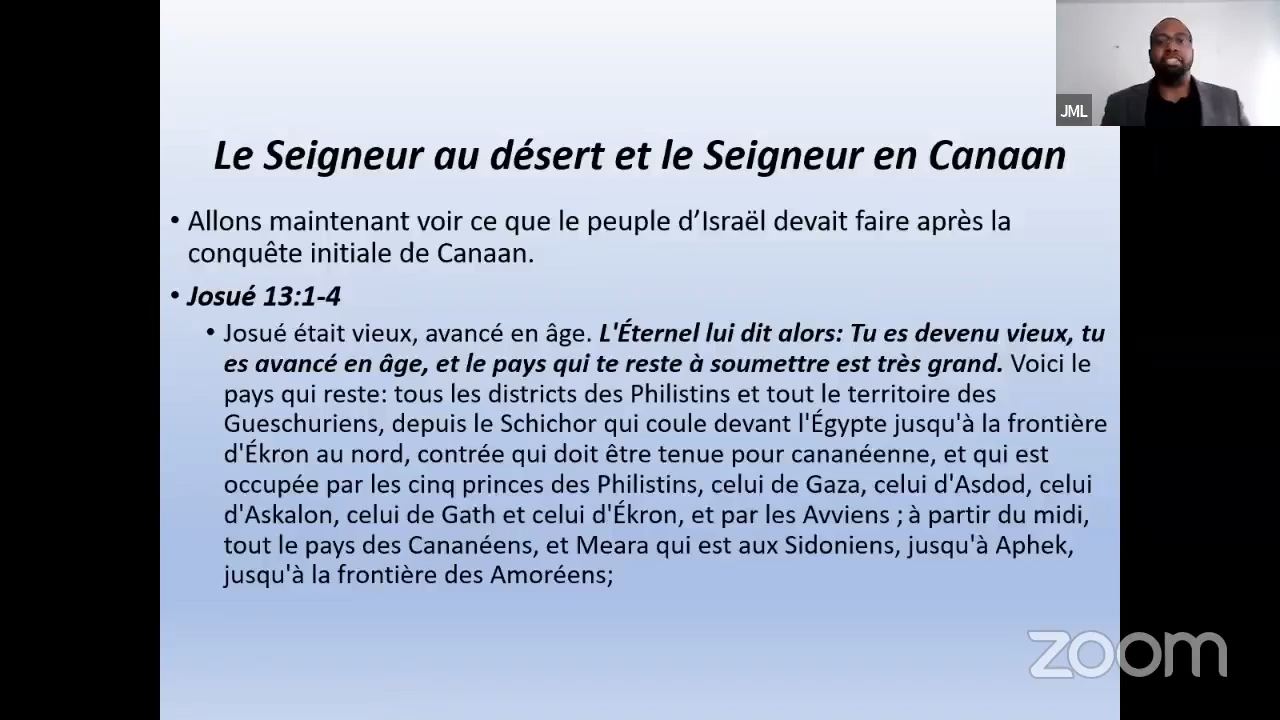 JML
Le Seigneur au désert et le Seigneur en Canaan
• Allons maintenant voir ce que le peuple d’Israël devait faire après la
conquête initiale de Canaan.
• Josué 13:1-4
• Josué était vieux, avancé en âge. L'Éternel lui dit alors: Tu es devenu vieux, tu
es avancé en âge, et le pays qui te reste à soumettre est très grand. Voici le
pays qui reste: tous les districts des Philistins et tout le territoire des
Gueschuriens, depuis le Schichor qui coule devant l'Égypte jusqu'à la frontière
d'Ékron au nord, contrée qui doit être tenue pour cananéenne, et qui est
occupée par les cinq princes des Philistins, celui de Gaza, celui d'Asdod, celui
d'Askalon, celui de Gath et celui d'Ékron, et par les Avviens ; à partir du midi,
tout le pays des Cananéens, et Meara qui est aux Sidoniens, jusqu'à Aphek,
jusqu'à la frontière des Amoréens;
zoom